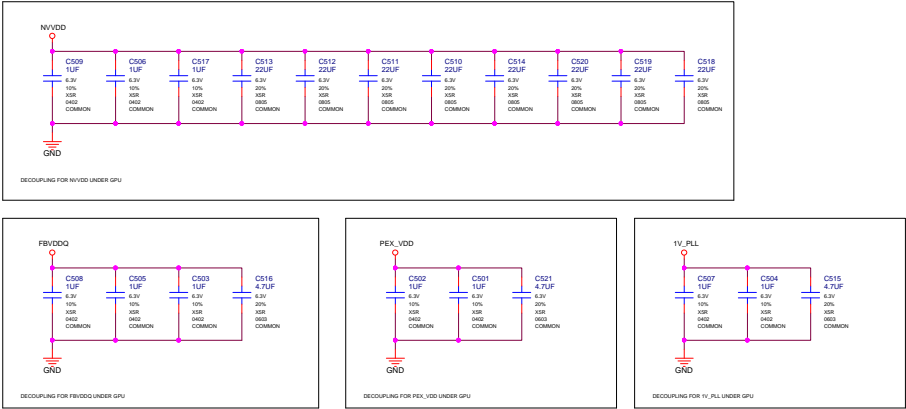 NVVDD
C509 C506 C517 C513 C512 C511 C510 C514 C520 C519 C518
1UF 1UF 1UF 22UF 22UF 22UF 22UF 22UF 22UF 22UF 22UF
6.3V 6.3V 6.3V 6.3V 6.3V 6.3V 6.3V 6.3V 6.3V 6.3V 6.3V
10% 10% 10% 20% 20% 20% 20% 20% 20% 20% 20%
X5R X5R X5R X5R X5R X5R X5R X5R X5R X5R X5R
0402 0402 0402 0805 0805 0805 0805 0805 0805 0805 0805
COMMON COMMON COMMON COMMON COMMON COMMON COMMON COMMON COMMON COMMON COMMON
GND
DECOUPLING FOR NVVDD UNDER GPU
FBVDDQ
C508 C505 C503 C516
1UF 1UF 1UF 4.7UF
6.3V 6.3V 6.3V 6.3V
10% 10% 10% 20%
X5R X5R X5R X5R
0402 0402 0402 0603
COMMON COMMON COMMON COMMON
GND
DECOUPLING FOR FBVDDQ UNDER GPU
PEX_VDD
C502 C501 C521
1UF 1UF 4.7UF
6.3V 6.3V 6.3V
10% 10% 20%
X5R X5R X5R
0402 0402 0603
COMMON COMMON COMMON
GND
DECOUPLING FOR PEX_VDD UNDER GPU
1V_PLL
C507 C504 C515
1UF 1UF 4.7UF
6.3V 6.3V 6.3V
10% 10% 20%
X5R X5R X5R
0402 0402 0603
COMMON COMMON COMMON
GND
DECOUPLING FOR 1V_PLL UNDER GPU